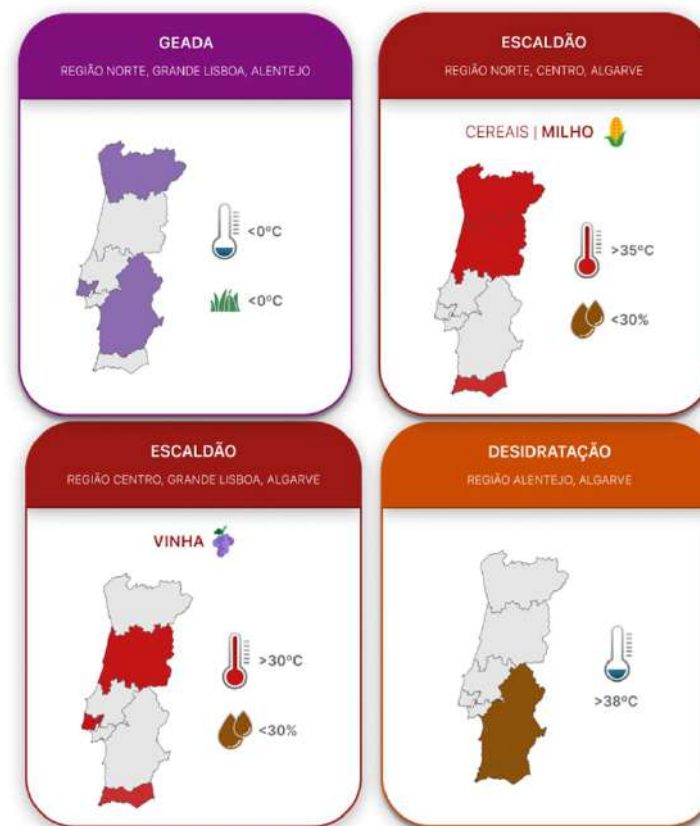 GEADA
REGIÃO NORTE, GRANDE LISBOA, ALENTEJO
<0ºC
<0ºC
ESCALDÃO
REGIÃO NORTE, CENTRO, ALGARVE
CEREAIS | MILHO
>35ºC
<30%
ESCALDÃO
REGIÃO CENTRO, GRANDE LISBOA, ALGARVE
VINHA
>30ºC
<30%
DESIDRATAÇÃO
REGIÃO ALENTEJO, ALGARVE
>38ºC